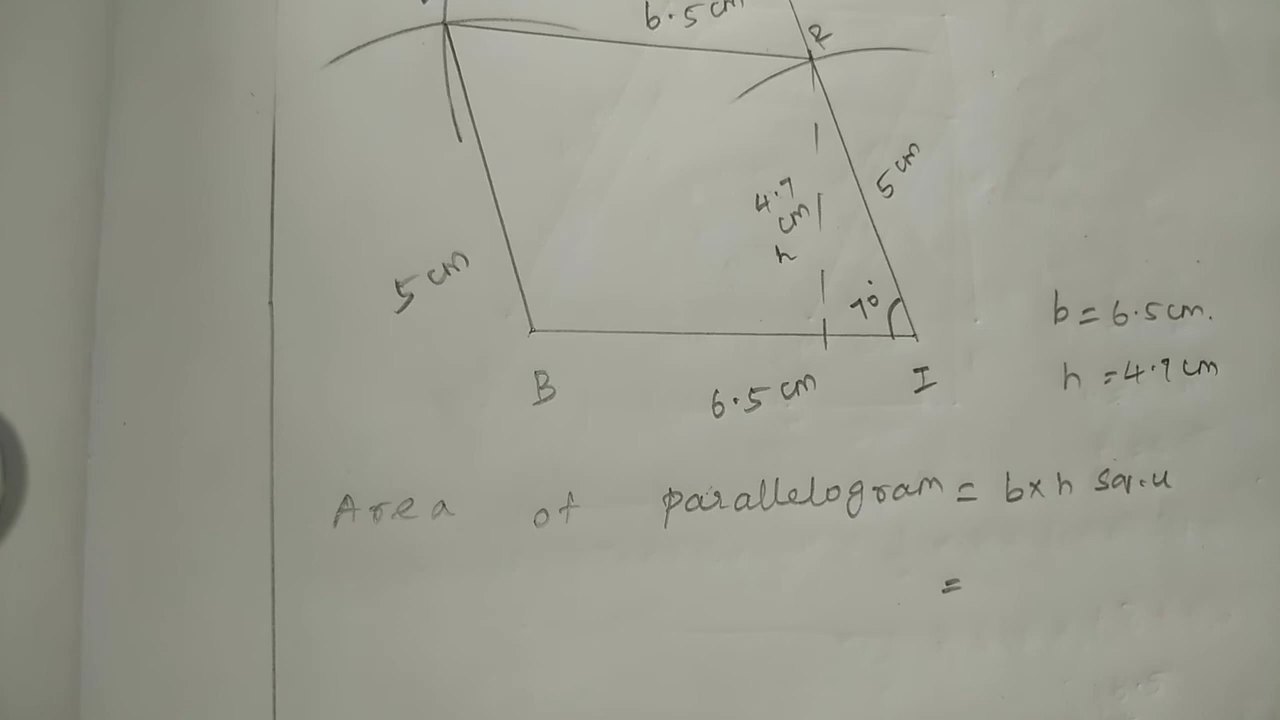 6.5 cm
R
4.7
cm
h
5 cm
5 cm
70°
b = 6.5 cm.
h = 4.7 cm
B
6.5 cm
I
Area of parallelogram = b x h sq.u
=